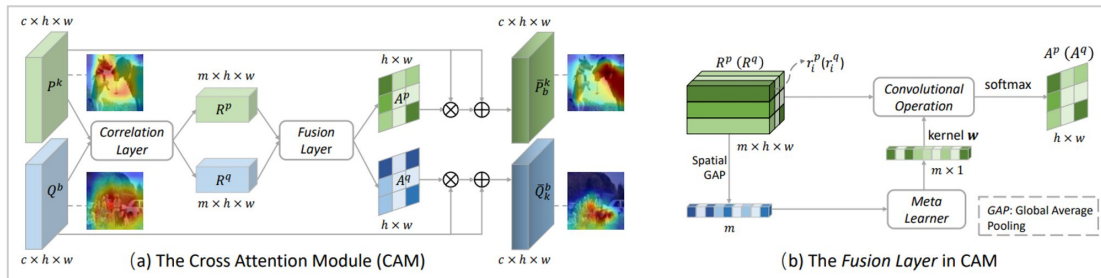 c × h × w
P^k
Q^b
c × h × w
Correlation
Layer
m × h × w
R^p
R^q
m × h × w
Fusion
Layer
h × w
A^p
A^q
h × w
⊗ ⊕
⊗ ⊕
c × h × w
P̄_b^k
Q̄_k^b
c × h × w
(a) The Cross Attention Module (CAM)
R^p (R^q)
r_i^p(r_i^q)
m × h × w
Spatial
GAP
m
Convolutional
Operation
kernel w
m × 1
Meta
Learner
softmax
A^p (A^q)
h × w
GAP: Global Average
Pooling
(b) The Fusion Layer in CAM